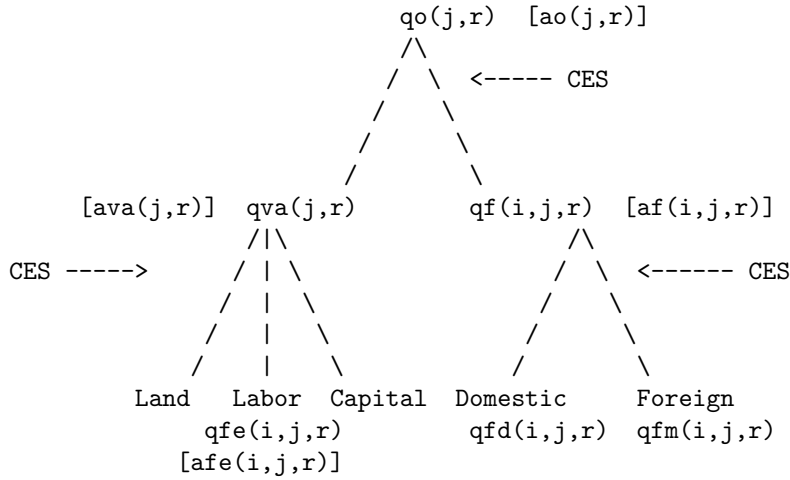 qo(j,r) [ao(j,r)]
<----- CES
[ava(j,r)] qva(j,r) qf(i,j,r) [af(i,j,r)]
CES -----> <------ CES
Land Labor Capital Domestic Foreign
qfe(i,j,r) qfd(i,j,r) qfm(i,j,r)
[afe(i,j,r)]